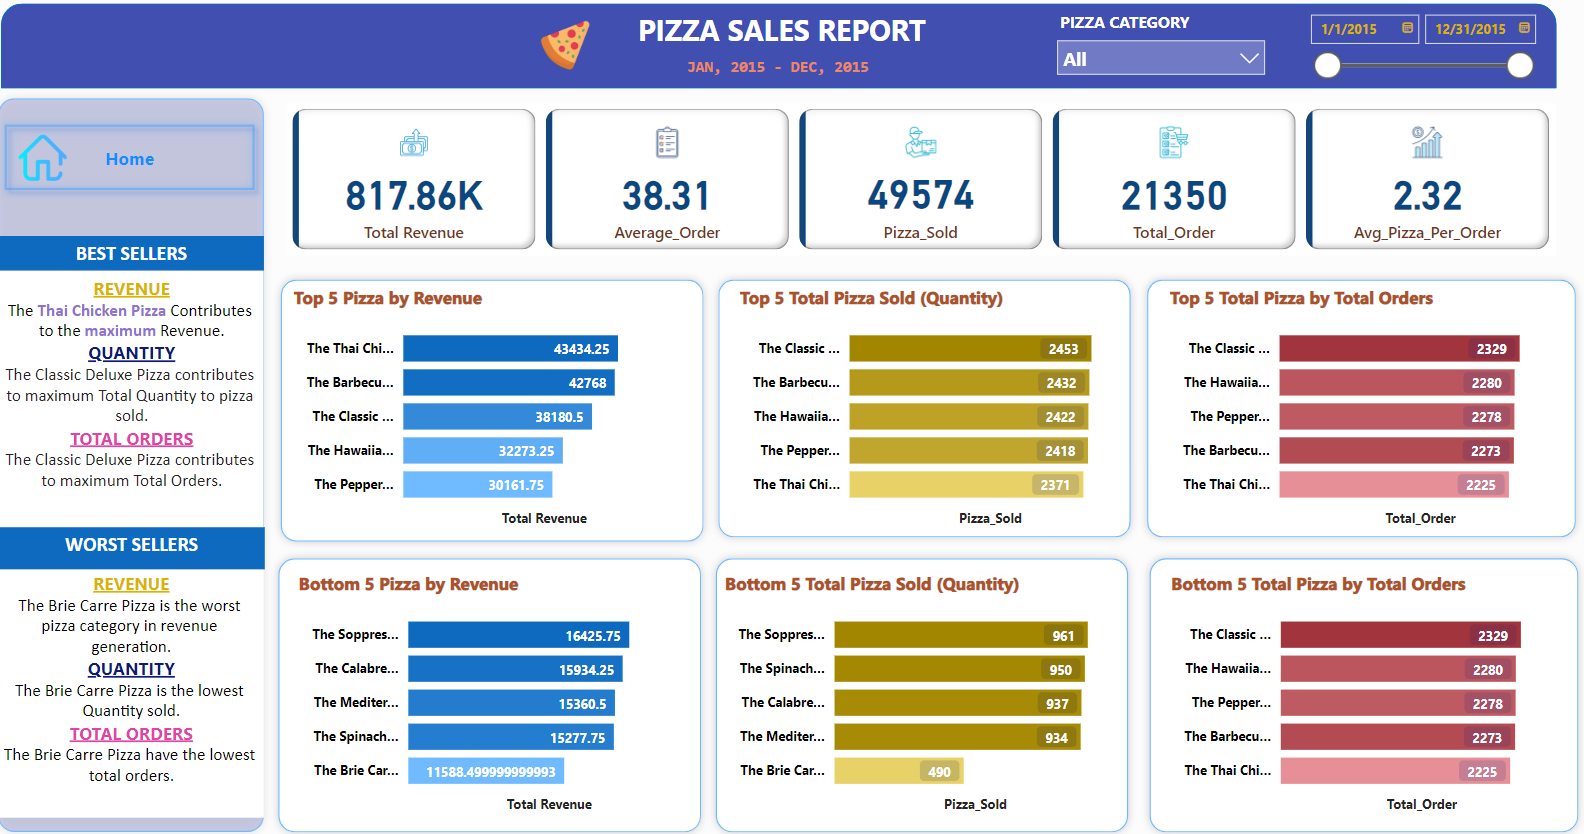 PIZZA SALES REPORT
JAN, 2015 - DEC, 2015
PIZZA CATEGORY
All
1/1/2015
12/31/2015
Home
BEST SELLERS
REVENUE
The Thai Chicken Pizza Contributes
to the maximum Revenue.
QUANTITY
The Classic Deluxe Pizza contributes
to maximum Total Quantity to pizza
sold.
TOTAL ORDERS
The Classic Deluxe Pizza contributes
to maximum Total Orders.
WORST SELLERS
REVENUE
The Brie Carre Pizza is the worst
pizza category in revenue
generation.
QUANTITY
The Brie Carre Pizza is the lowest
Quantity sold.
TOTAL ORDERS
The Brie Carre Pizza have the lowest
total orders.
817.86K
Total Revenue
38.31
Average_Order
49574
Pizza_Sold
21350
Total_Order
2.32
Avg_Pizza_Per_Order
Top 5 Pizza by Revenue
The Thai Chi... 43434.25
The Barbecu... 42768
The Classic ... 38180.5
The Hawaiia... 32273.25
The Pepper... 30161.75
Total Revenue
Top 5 Total Pizza Sold (Quantity)
The Classic ... 2453
The Barbecu... 2432
The Hawaiia... 2422
The Pepper... 2418
The Thai Chi... 2371
Pizza_Sold
Top 5 Total Pizza by Total Orders
The Classic ... 2329
The Hawaiia... 2280
The Pepper... 2278
The Barbecu... 2273
The Thai Chi... 2225
Total_Order
Bottom 5 Pizza by Revenue
The Soppres... 16425.75
The Calabre... 15934.25
The Mediter... 15360.5
The Spinach... 15277.75
The Brie Car... 11588.499999999993
Total Revenue
Bottom 5 Total Pizza Sold (Quantity)
The Soppres... 961
The Spinach... 950
The Calabre... 937
The Mediter... 934
The Brie Car... 490
Pizza_Sold
Bottom 5 Total Pizza by Total Orders
The Classic ... 2329
The Hawaiia... 2280
The Pepper... 2278
The Barbecu... 2273
The Thai Chi... 2225
Total_Order